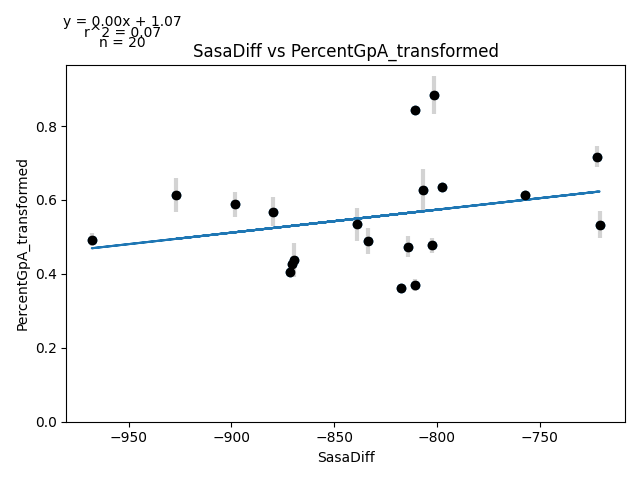 y = 0.00x + 1.07
r^2 = 0.07
n = 20
SasaDiff vs PercentGpA_transformed
PercentGpA_transformed
0.8
0.6
0.4
0.2
0.0
−950
−900
−850
−800
−750
SasaDiff